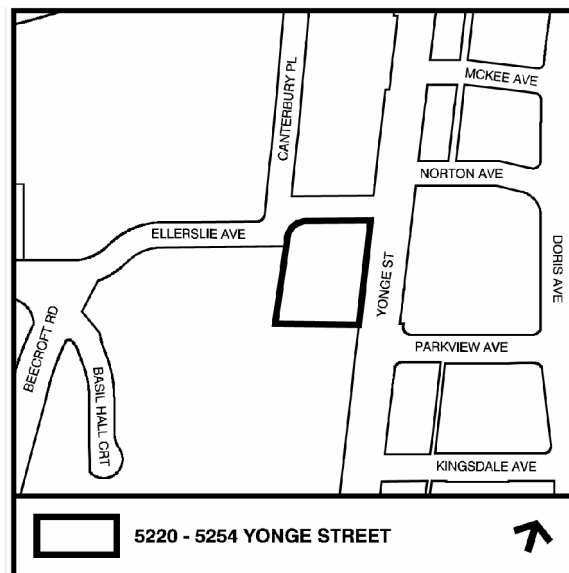 MCKEE AVE
CANTERBURY PL
NORTON AVE
ELLERSLIE AVE
DORIS AVE
YONGE ST
BEECROFT RD
PARKVIEW AVE
BASIL HALL CRT
KINGSDALE AVE
5220 - 5254 YONGE STREET